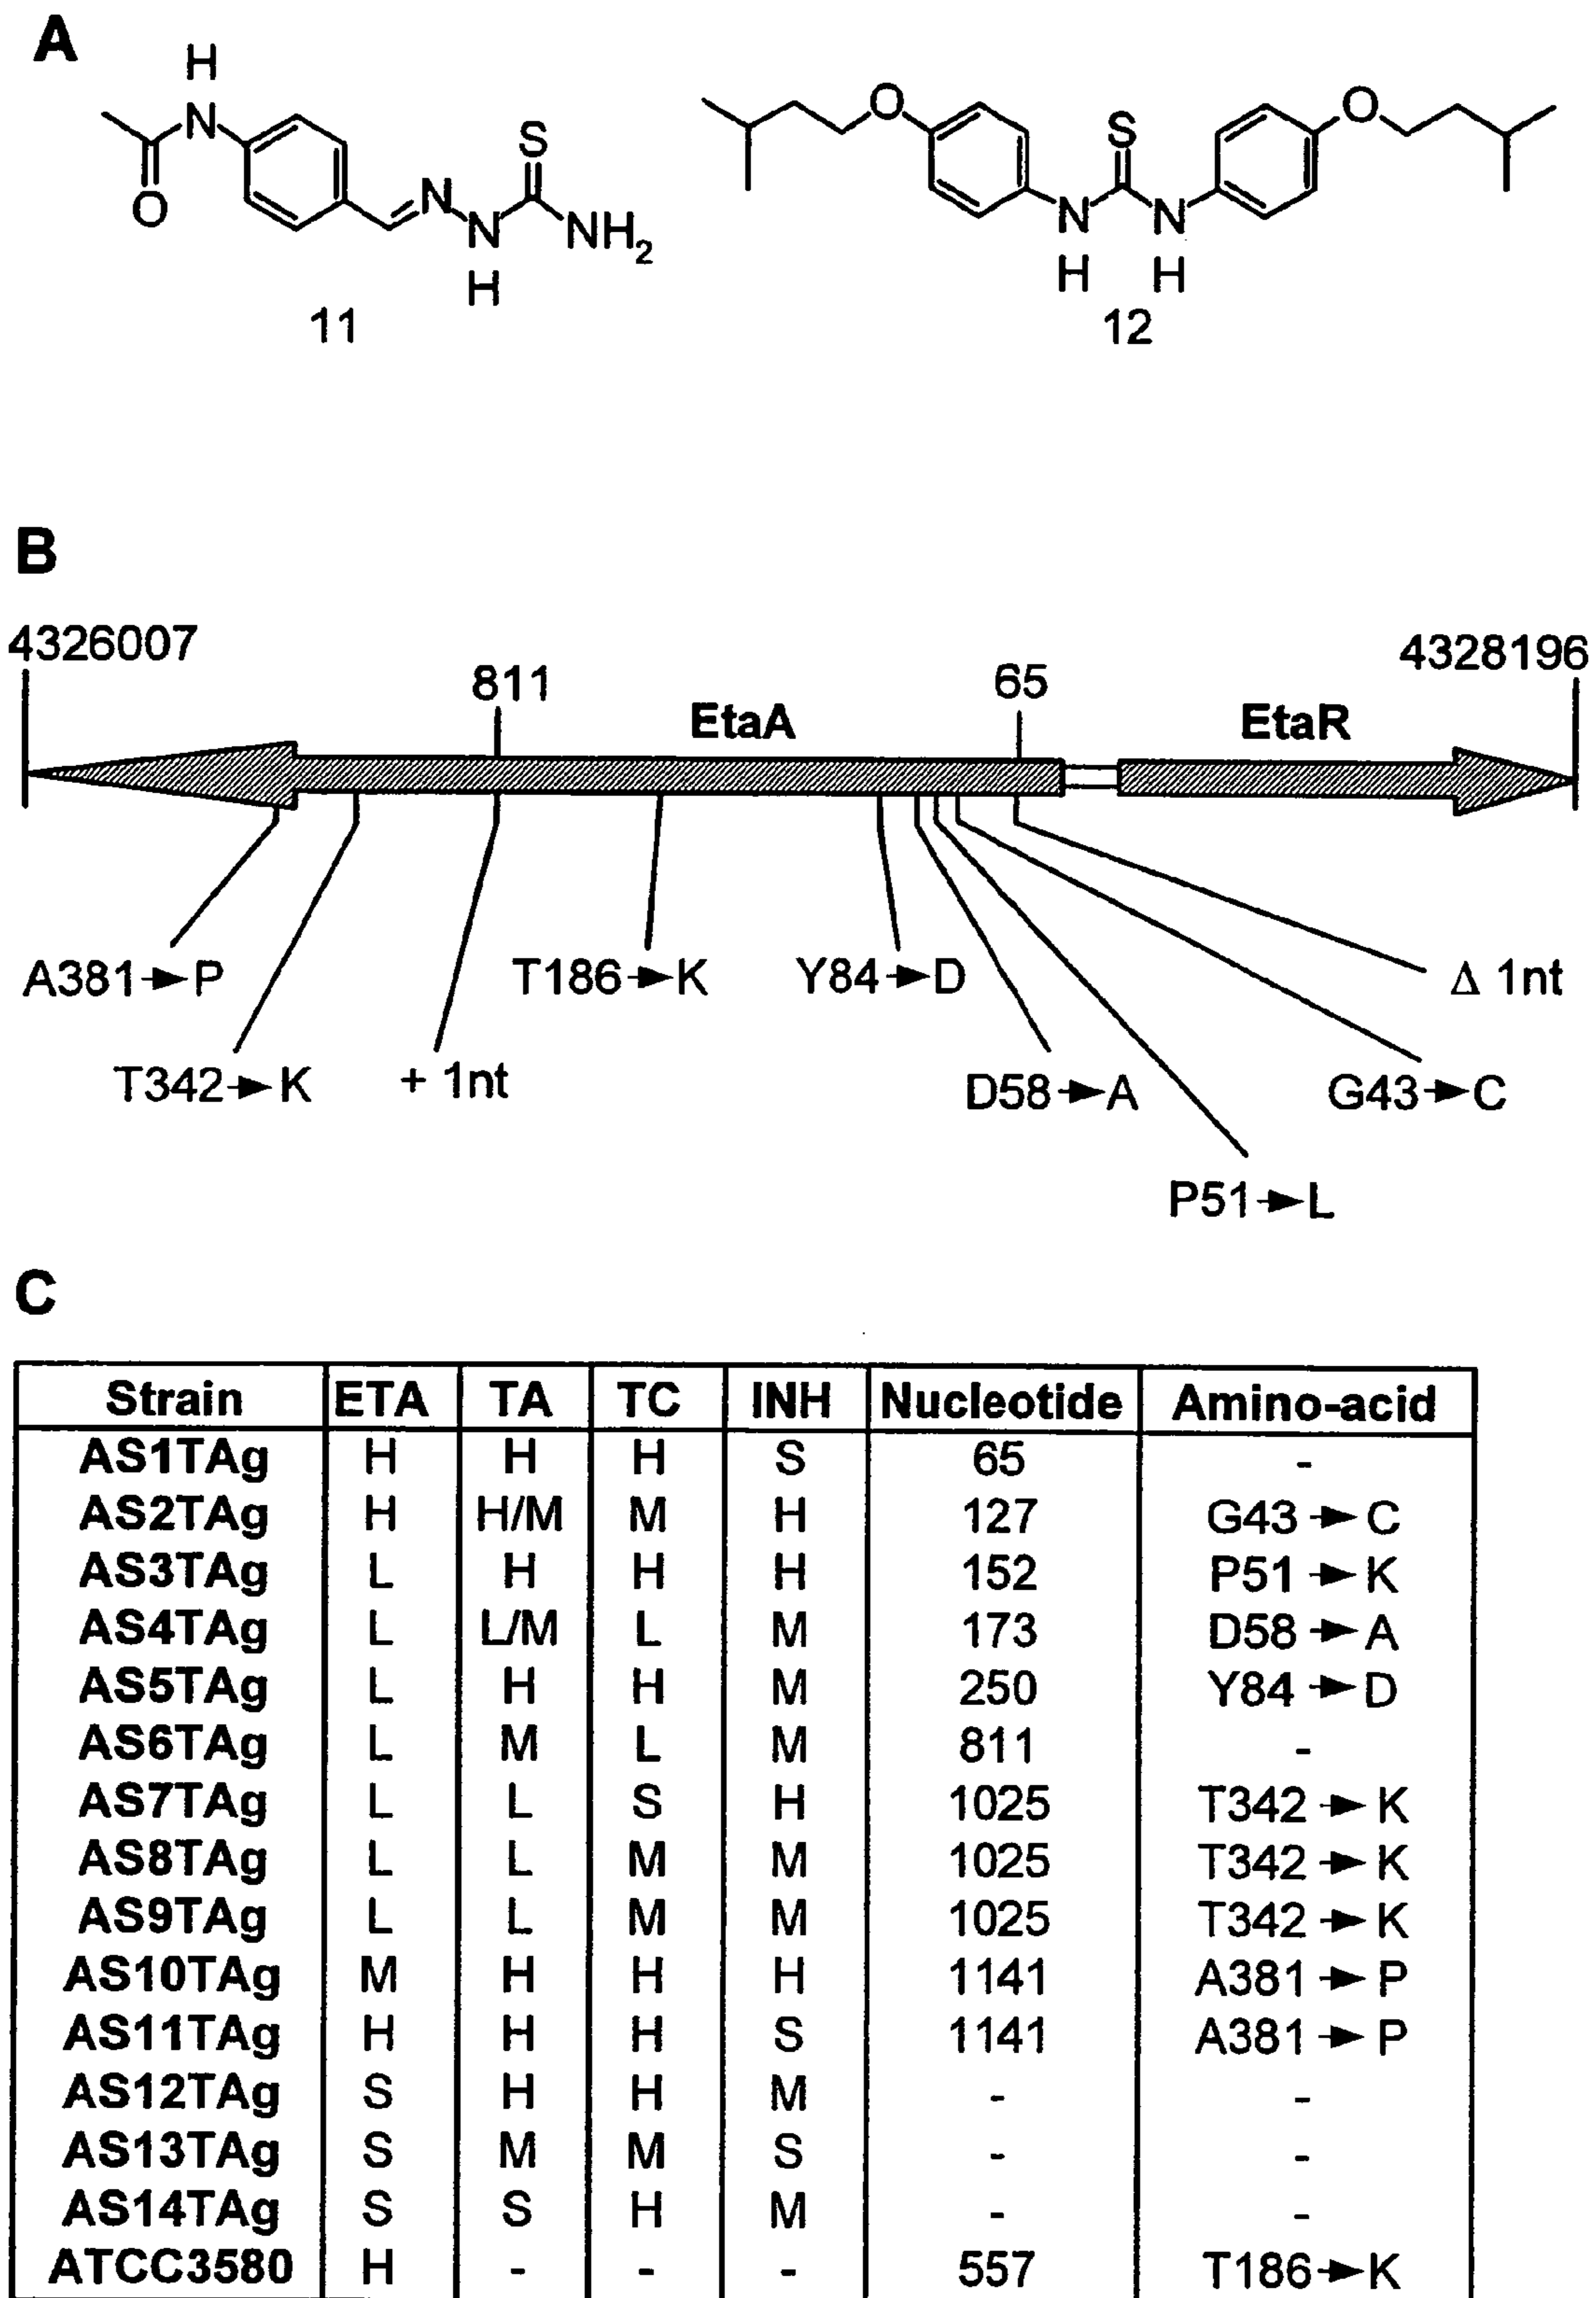 A
H
N
O
N
N
H
S
NH2
11
O
S
N
H
N
H
O
12
B
4326007
4328196
811
65
EtaA
EtaR
A381→P
T342→K
+ 1nt
T186→K
Y84→D
D58→A
P51→L
G43→C
Δ 1nt
C
Strain ETA TA TC INH Nucleotide Amino-acid
AS1TAg H H H S 65 -
AS2TAg H H/M M H 127 G43→C
AS3TAg L H H H 152 P51→K
AS4TAg L L/M L M 173 D58→A
AS5TAg L H H M 250 Y84→D
AS6TAg L M L M 811 -
AS7TAg L L S H 1025 T342→K
AS8TAg L L M M 1025 T342→K
AS9TAg L L M M 1025 T342→K
AS10TAg M H H H 1141 A381→P
AS11TAg H H H S 1141 A381→P
AS12TAg S H H M - -
AS13TAg S M M S - -
AS14TAg S S H M - -
ATCC3580 H - - - 557 T186→K